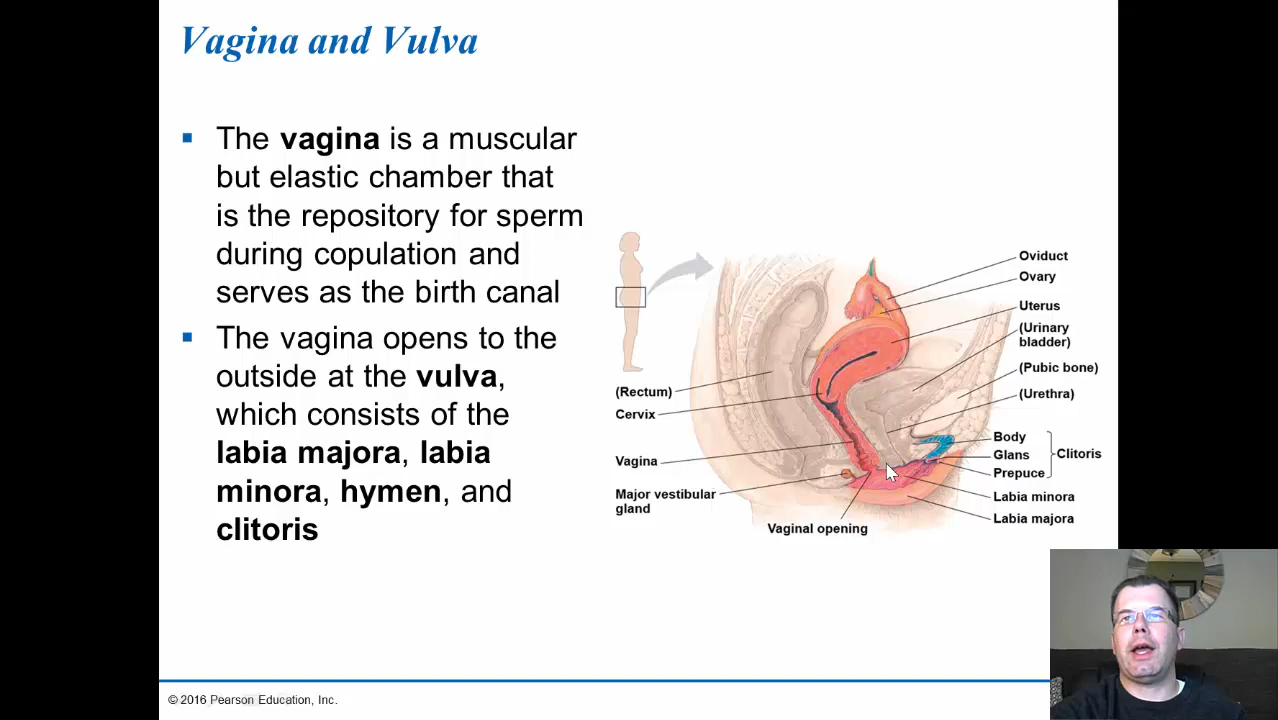 Vagina and Vulva
▪ The vagina is a muscular
but elastic chamber that
is the repository for sperm
during copulation and
serves as the birth canal
▪ The vagina opens to the
outside at the vulva,
which consists of the
labia majora, labia
minora, hymen, and
clitoris
Oviduct
Ovary
Uterus
(Urinary
bladder)
(Pubic bone)
(Urethra)
(Rectum)
Cervix
Vagina
Major vestibular
gland
Vaginal opening
Body
Glans
Prepuce
Clitoris
Labia minora
Labia majora
© 2016 Pearson Education, Inc.